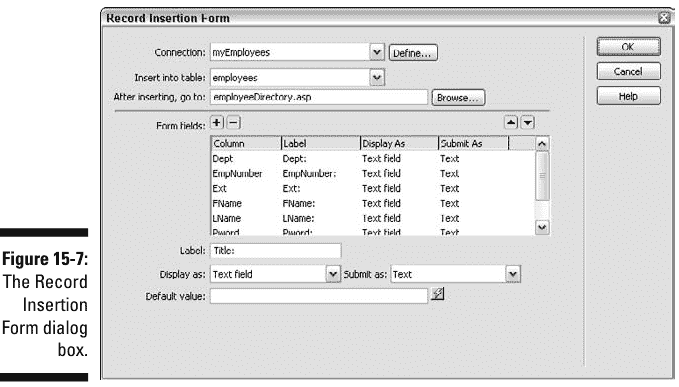 Record Insertion Form
Connection: myEmployees Define...
Insert into table: employees
After inserting, go to: employeeDirectory.asp Browse...
OK
Cancel
Help
Form fields: + −
Column Label Display As Submit As
Dept Dept: Text field Text
EmpNumber EmpNumber: Text field Text
Ext Ext: Text field Text
FName FName: Text field Text
LName LName: Text field Text
Pword Pword: Text field Text
Label: Title:
Display as: Text field Submit as: Text
Default value:
Figure 15-7:
The Record
Insertion
Form dialog
box.